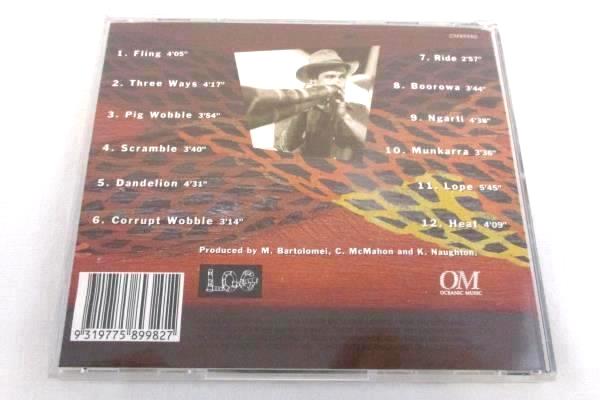 1. Fling 4'05"
2. Three Ways 4'17"
3. Pig Wobble 3'54"
4. Scramble 3'40"
5. Dandelion 4'31"
6. Corrupt Wobble 3'14"
7. Ride 2'57"
8. Boorowa 3'44"
9. Ngarli 4'38"
10. Munkarra 3'36"
11. Lope 5'45"
12. Heat 4'09"
Produced by M. Bartolomei, C. McMahon and K. Naughton.
OM
OCEANIC MUSIC
9 319775 899827